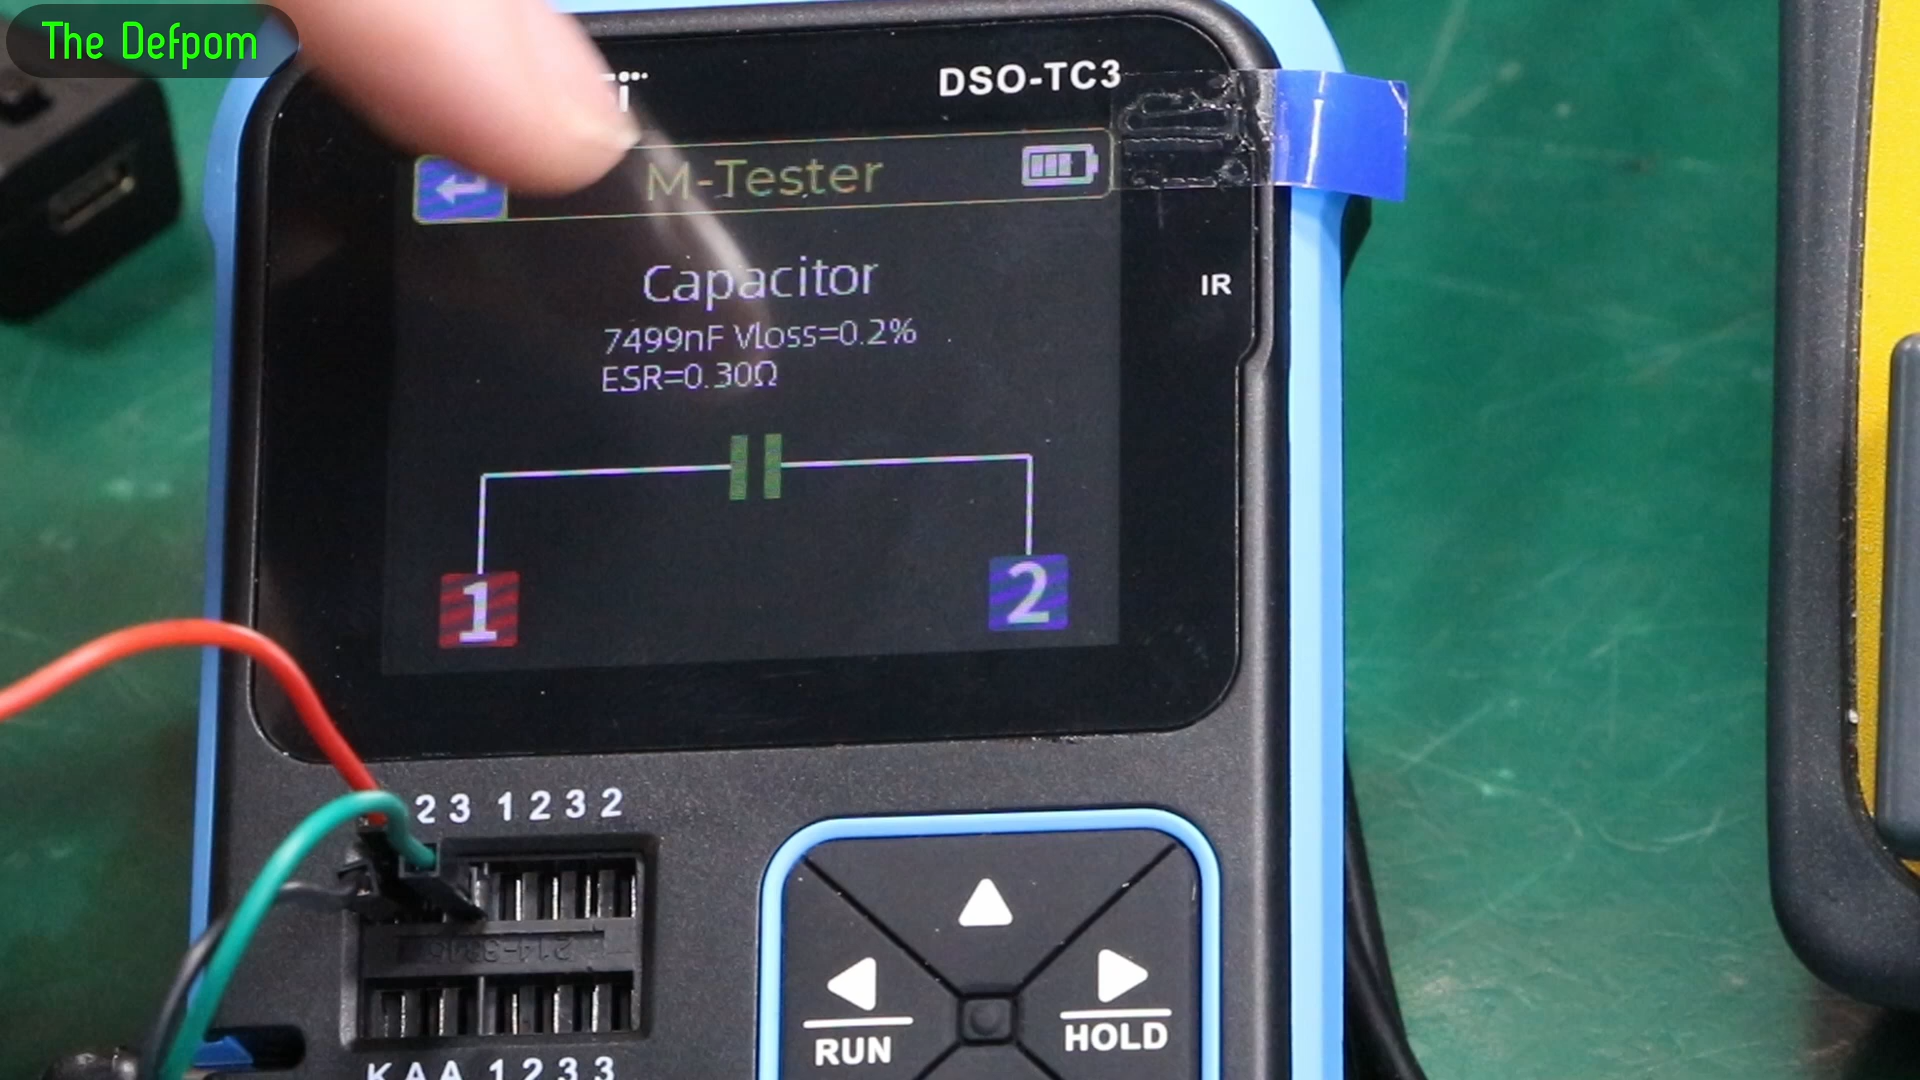 The Defpom
DSO-TC3
M-Tester
IR
Capacitor
7499nF Vloss=0.2%
ESR=0.30Ω
1
2
2 3 1 2 3 2
K A A 1 2 3 3
RUN
HOLD